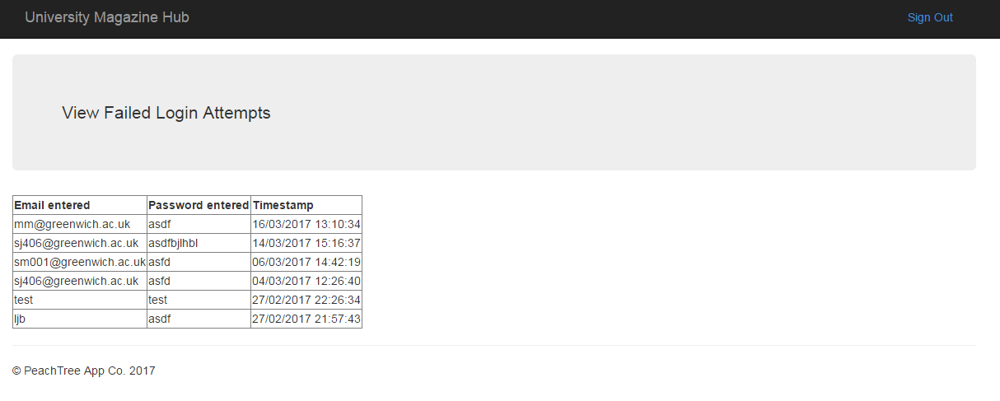 University Magazine Hub Sign Out
View Failed Login Attempts
Email entered Password entered Timestamp
mm@greenwich.ac.uk asdf 16/03/2017 13:10:34
sj406@greenwich.ac.uk asdfbjlhbl 14/03/2017 15:16:37
sm001@greenwich.ac.uk asfd 06/03/2017 14:42:19
sj406@greenwich.ac.uk asfd 04/03/2017 12:26:40
test test 27/02/2017 22:26:34
ljb asdf 27/02/2017 21:57:43
© PeachTree App Co. 2017